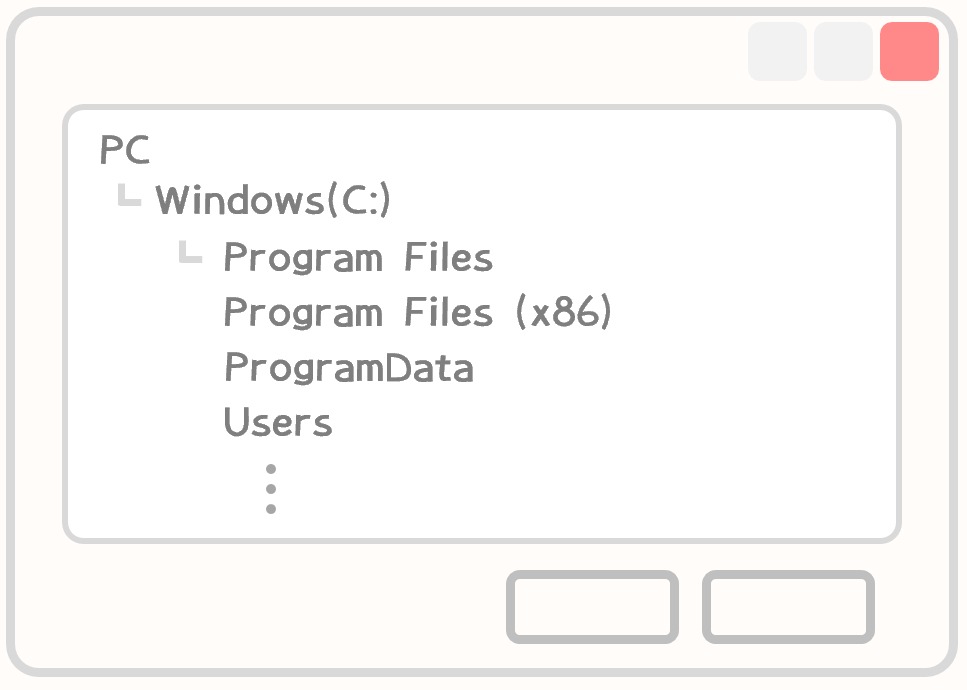 PC
Windows(C:)
Program Files
Program Files (x86)
ProgramData
Users